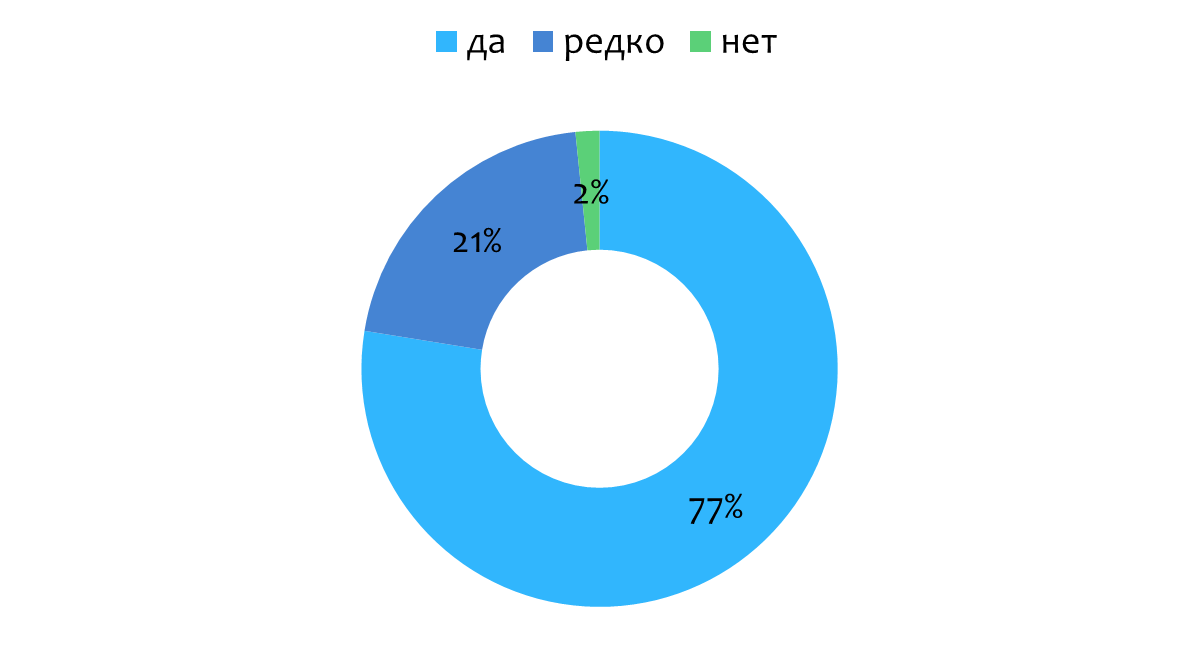 да редко нет
2%
21%
77%